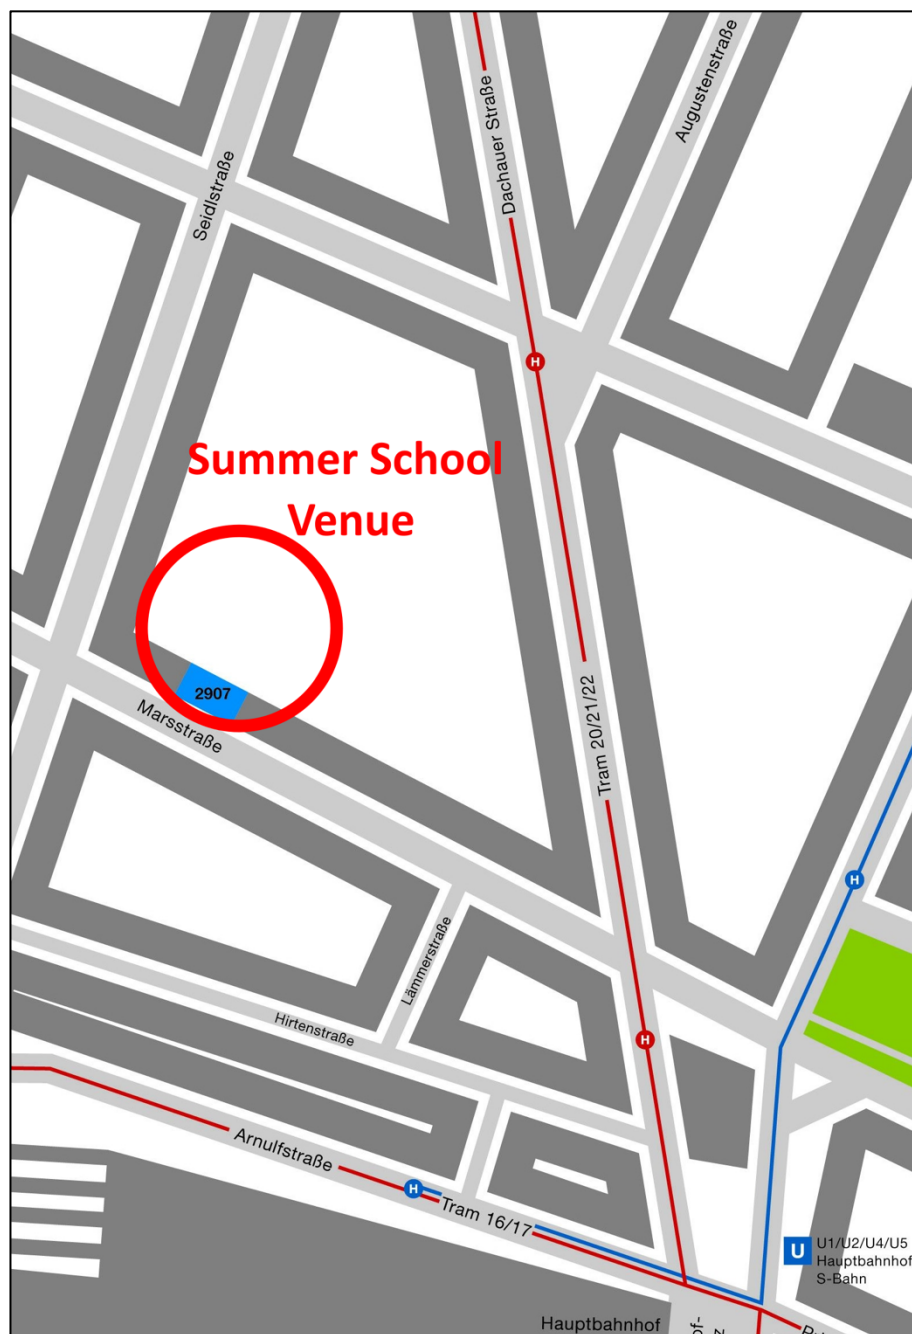 Augustenstraße
Dachauer Straße
Seidlstraße
H
Summer School
Venue
2907
Marsstraße
Tram 20/21/22
H
Lämmerstraße
Hirtenstraße
H
Arnulfstraße
H
Tram 16/17
U
U1/U2/U4/U5
Hauptbahnhof
S-Bahn
Hauptbahnhof